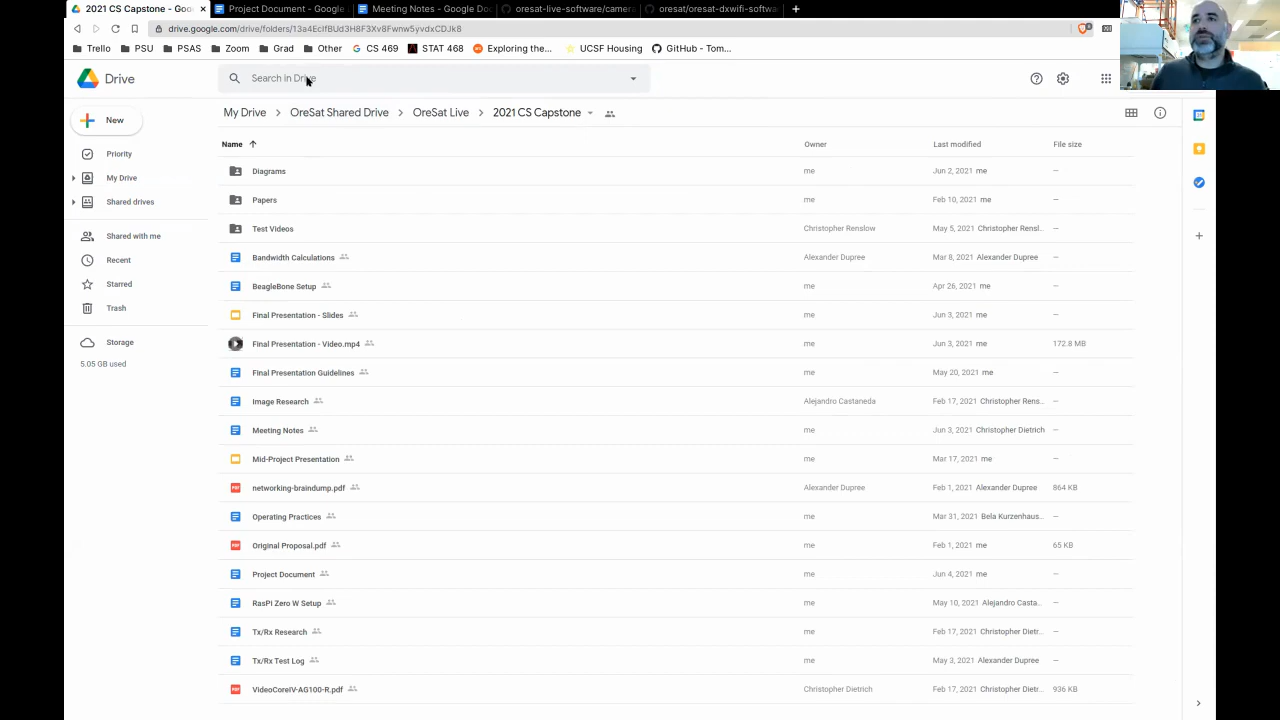 2021 CS Capstone - Goo
Project Document - Google
Meeting Notes - Google Doc
oresat-live-software/camera
oresat/oresat-dxwifi-softwa
drive.google.com/drive/folders/13a4EcIfBUd3H8F3Xv8Fwnw5yvdxCDJk8
Trello
PSU
PSAS
Zoom
Grad
Other
CS 469
STAT 468
Exploring the...
UCSF Housing
GitHub - Tom...
Drive
Search in Drive
New
My Drive
OreSat Shared Drive
OreSat Live
2021 CS Capstone
Priority
My Drive
Shared drives
Shared with me
Recent
Starred
Trash
Storage
5.05 GB used
Name Owner Last modified File size
Diagrams me Jun 2, 2021 me —
Papers me Feb 10, 2021 me —
Test Videos Christopher Renslow May 5, 2021 Christopher Rensl... —
Bandwidth Calculations Alexander Dupree Mar 8, 2021 Alexander Dupree —
BeagleBone Setup me Apr 26, 2021 me —
Final Presentation - Slides me Jun 3, 2021 me —
Final Presentation - Video.mp4 me Jun 3, 2021 me 172.8 MB
Final Presentation Guidelines me May 20, 2021 me —
Image Research Alejandro Castaneda Feb 17, 2021 Christopher Rens... —
Meeting Notes me Jun 3, 2021 Christopher Dietrich —
Mid-Project Presentation me Mar 17, 2021 me —
PDF networking-braindump.pdf Alexander Dupree Feb 1, 2021 Alexander Dupree 864 KB
Operating Practices me Mar 31, 2021 Bela Kurzenhaus... —
PDF Original Proposal.pdf me Feb 1, 2021 me 65 KB
Project Document me Jun 4, 2021 me —
RasPi Zero W Setup me May 10, 2021 Alejandro Casta... —
Tx/Rx Research me Feb 17, 2021 Christopher Dietr... —
Tx/Rx Test Log me May 3, 2021 Alexander Dupree —
PDF VideoCoreIV-AG100-R.pdf Christopher Dietrich Feb 17, 2021 Christopher Dietr... 936 KB